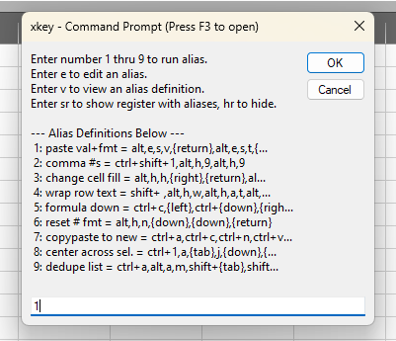 xkey - Command Prompt (Press F3 to open)
Enter number 1 thru 9 to run alias.
OK
Enter e to edit an alias.
Enter v to view an alias definition.
Cancel
Enter sr to show register with aliases, hr to hide.
--- Alias Definitions Below ---
1: paste val+fmt = alt,e,s,v,{return},alt,e,s,t,{...
2: comma #s = ctrl+shift+1,alt,h,9,alt,h,9
3: change cell fill = alt,h,h,{right},{return},al...
4: wrap row text = shift+ ,alt,h,w,alt,h,a,t,alt,...
5: formula down = ctrl+c,{left},ctrl+{down},{righ...
6: reset # fmt = alt,h,n,{down},{down},{return}
7: copypaste to new = ctrl+a,ctrl+c,ctrl+n,ctrl+v...
8: center across sel. = ctrl+1,a,{tab},j,{down},{...
9: dedupe list = ctrl+a,alt,a,m,shift+{tab},shift...
1